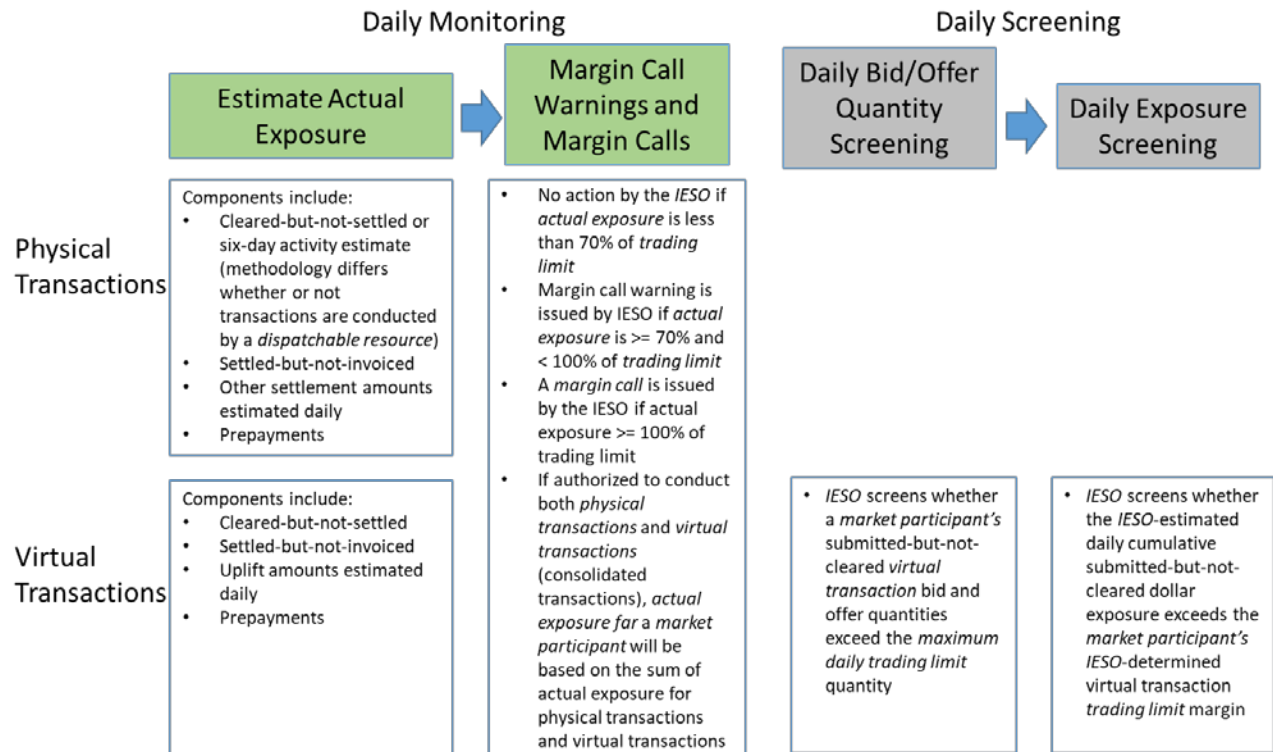 Daily Monitoring
Daily Screening
Estimate Actual
Exposure
Margin Call
Warnings and
Margin Calls
Daily Bid/Offer
Quantity
Screening
Daily Exposure
Screening
Physical
Transactions
Components include:
• Cleared-but-not-settled or
six-day activity estimate
(methodology differs
whether or not
transactions are conducted
by a dispatchable resource)
• Settled-but-not-invoiced
• Other settlement amounts
estimated daily
• Prepayments
• No action by the IESO if
actual exposure is less
than 70% of trading
limit
• Margin call warning is
issued by IESO if actual
exposure is >= 70% and
< 100% of trading limit
• A margin call is issued
by the IESO if actual
exposure >= 100% of
trading limit
• If authorized to conduct
both physical
transactions and virtual
transactions
(consolidated
transactions), actual
exposure far a market
participant will be
based on the sum of
actual exposure for
physical transactions
and virtual transactions
Virtual
Transactions
Components include:
• Cleared-but-not-settled
• Settled-but-not-invoiced
• Uplift amounts estimated
daily
• Prepayments
• IESO screens whether
a market participant's
submitted-but-not-
cleared virtual
transaction bid and
offer quantities
exceed the maximum
daily trading limit
quantity
• IESO screens whether
the IESO-estimated
daily cumulative
submitted-but-not-
cleared dollar
exposure exceeds the
market participant's
IESO-determined
virtual transaction
trading limit margin